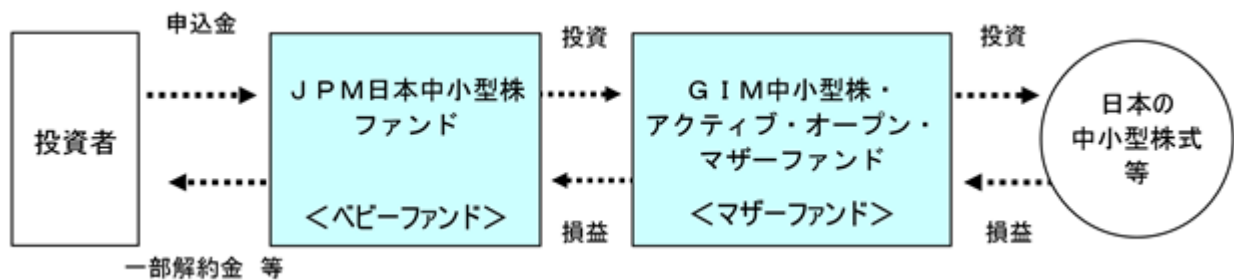 申込金
投資者
一部解約金 等
JPM日本中小型株
ファンド
<ベビーファンド>
投資
損益
GIM中小型株・
アクティブ・オープン・
マザーファンド
<マザーファンド>
投資
損益
日本の
中小型株式
等